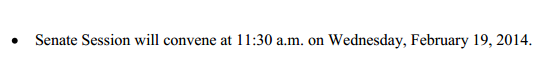 • Senate Session will convene at 11:30 a.m. on Wednesday, February 19, 2014.